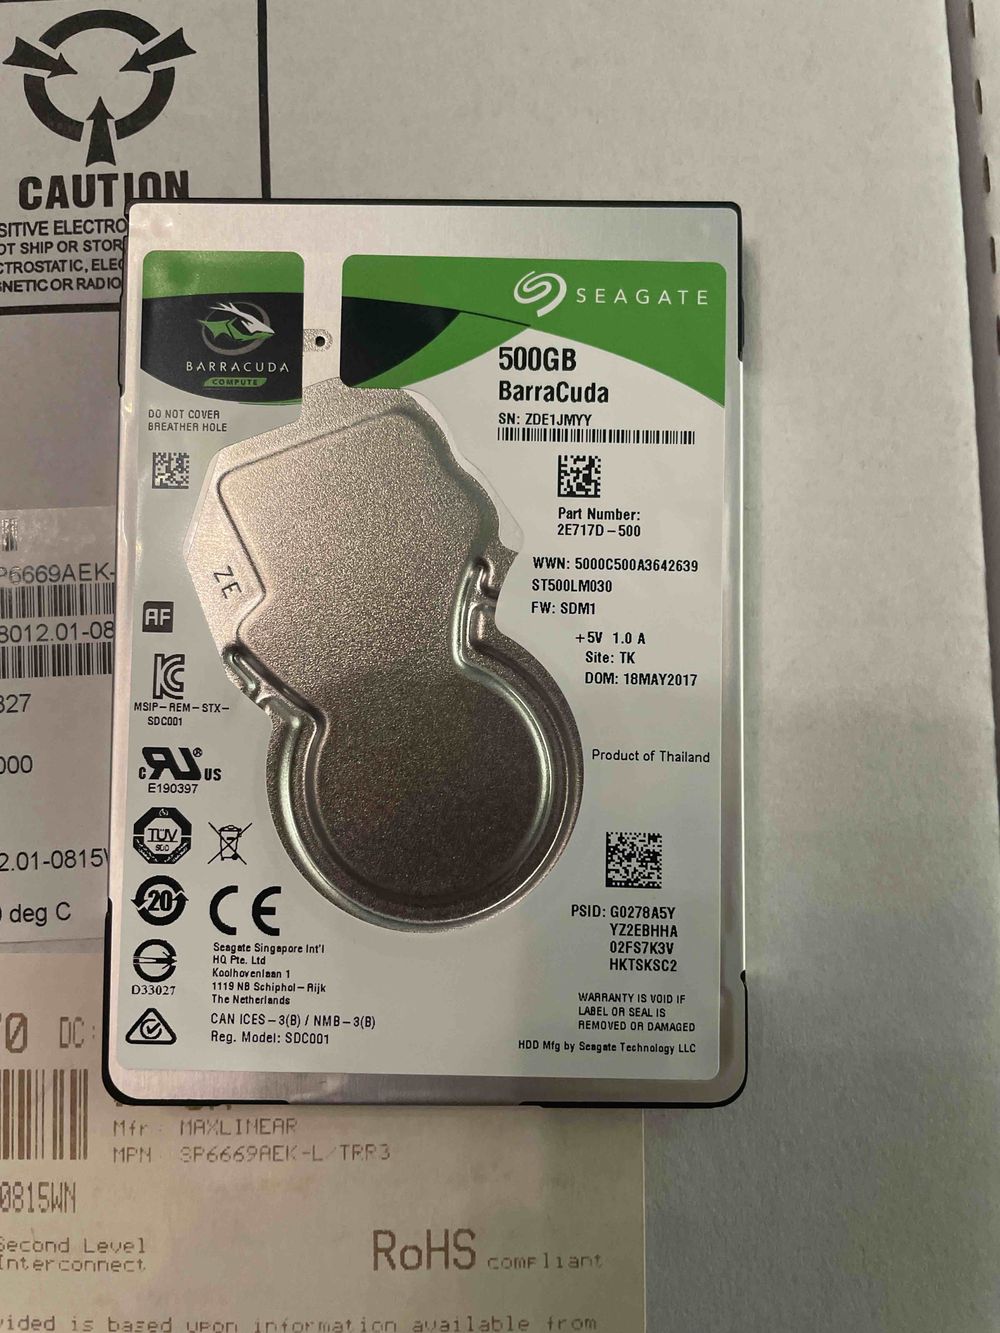 CAUTION
SITIVE ELECTRO
OT SHIP OR STOR
CTROSTATIC, ELEC
GNETIC OR RADIO
P6669AEK-
8012.01-08
327
000
2.01-0815
0 deg C
70 DC:
0815WN
Second Level
Interconnect
BARRACUDA
COMPUTE
DO NOT COVER
BREATHER HOLE
ZE
AF
MSIP-REM-STX-
SDC001
c US
E190397
TÜV
SÜD
20
CE
D33027
Seagate Singapore Int'l
HQ Pte. Ltd
Koolhovenlaan 1
1119 NB Schiphol-Rijk
The Netherlands
CAN ICES-3(B) / NMB-3(B)
Reg. Model: SDC001
SEAGATE
500GB
BarraCuda
SN: ZDE1JMYY
Part Number:
2E717D-500
WWN: 5000C500A3642639
ST500LM030
FW: SDM1
+5V 1.0 A
Site: TK
DOM: 18MAY2017
Product of Thailand
PSID: G0278A5Y
YZ2EBHHA
02FS7K3V
HKTSKSC2
WARRANTY IS VOID IF
LABEL OR SEAL IS
REMOVED OR DAMAGED
HDD Mfg by Seagate Technology LLC
Mfr: MAXLINEAR
MPN: SP6669AEK-L/TRR3
RoHS compliant
vided is based upon information available from